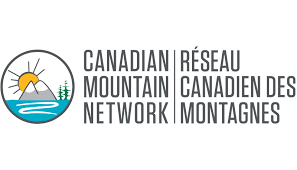 CANADIAN
MOUNTAIN
NETWORK
RÉSEAU
CANADIEN DES
MONTAGNES